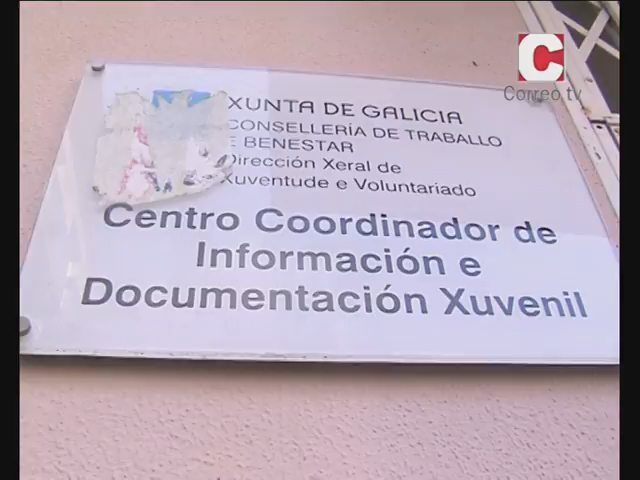 C
Correo.tv
XUNTA DE GALICIA
CONSELLERÍA DE TRABALLO
E BENESTAR
Dirección Xeral de
Xuventude e Voluntariado
Centro Coordinador de
Información e
Documentación Xuvenil